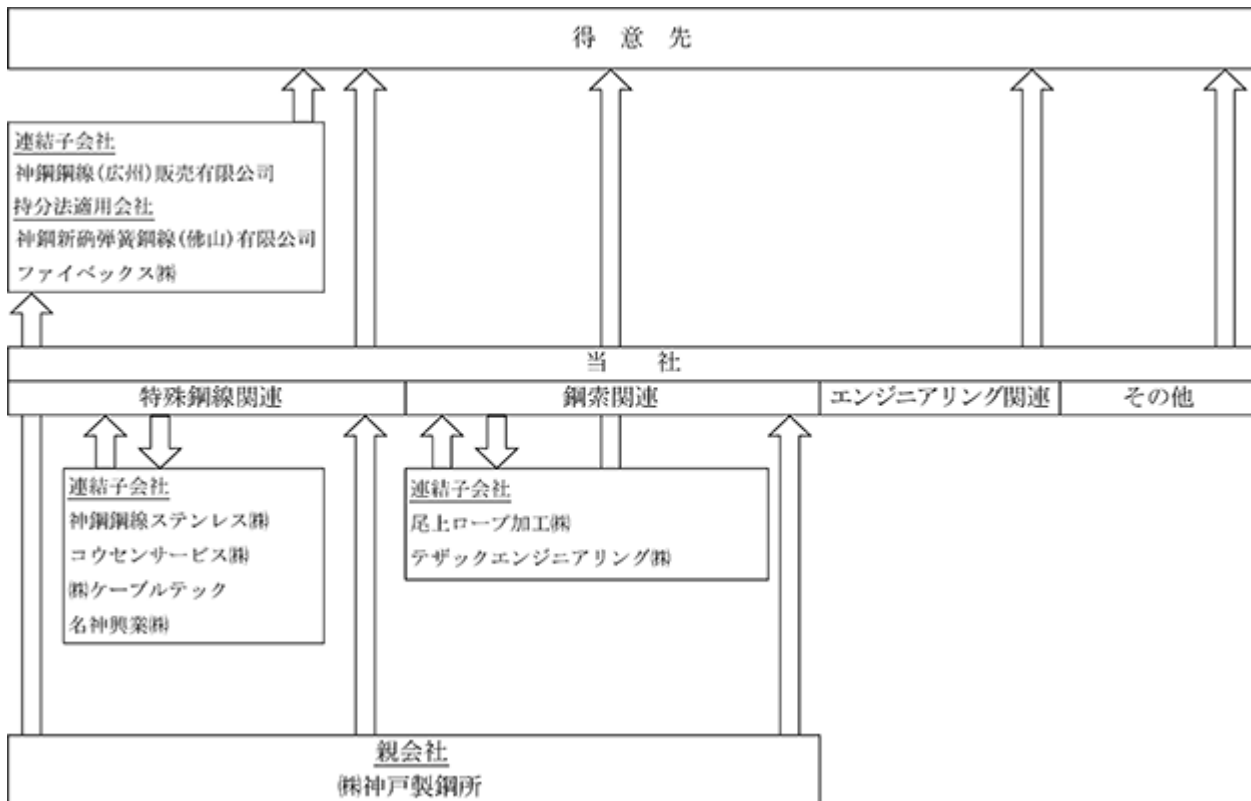 得意先
連結子会社
神鋼鋼線(広州)販売有限公司
持分法適用会社
神鋼新确弾簧鋼線(佛山)有限公司
ファイベックス㈱
当社
特殊鋼線関連 鋼索関連 エンジニアリング関連 その他
連結子会社
神鋼鋼線ステンレス㈱
コウセンサービス㈱
㈱ケーブルテック
名神興業㈱
連結子会社
尾上ロープ加工㈱
テザックエンジニアリング㈱
親会社
㈱神戸製鋼所